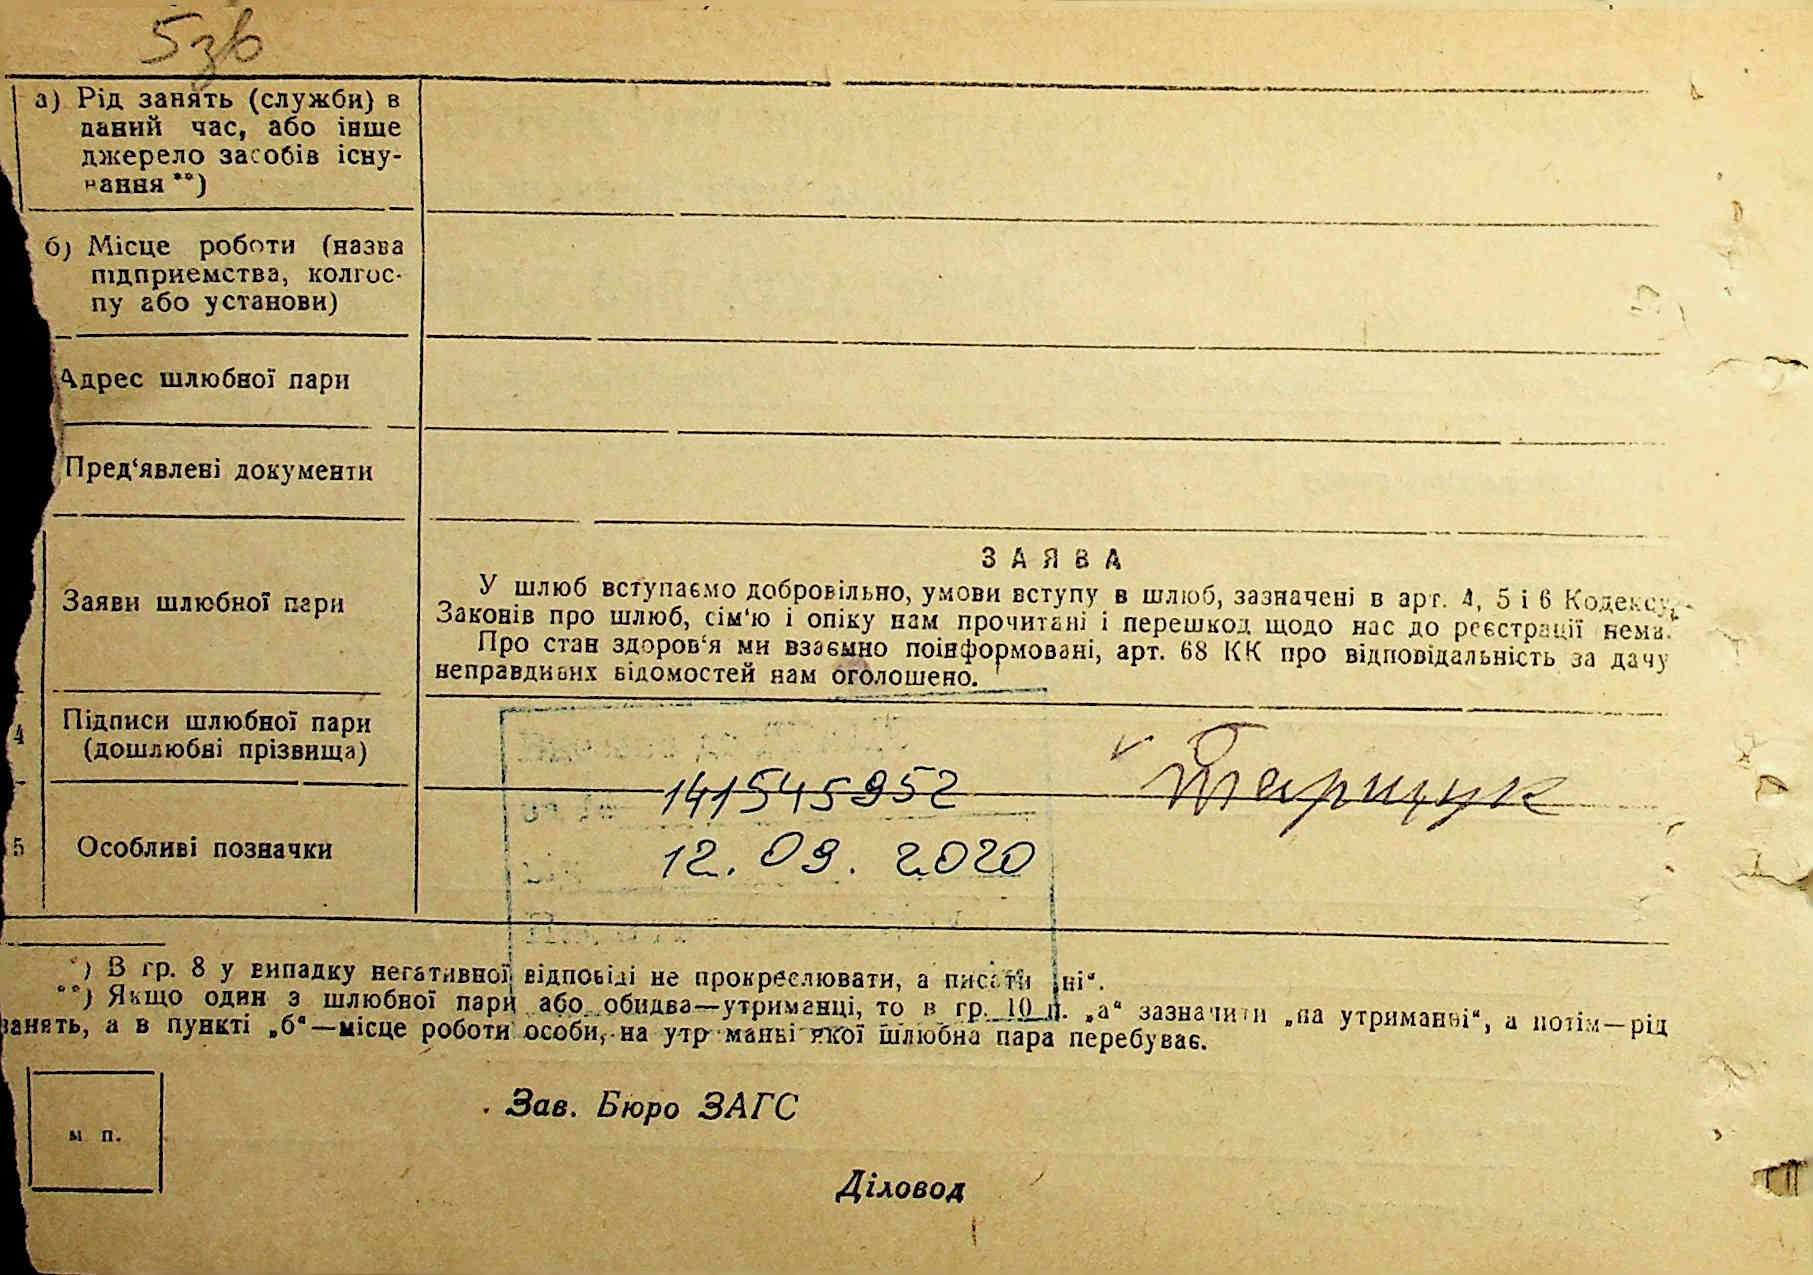 5зв
а) Рід занять (служби) в
даний час, або інше
джерело засобів існу-
вання **)
б) Місце роботи (назва
підприемства, колгос-
пу або установи)
Адрес шлюбної пари
Пред‘явлені документи
Заяви шлюбної пари
ЗАЯВА
У шлюб вступаємо добровільно, умови вступу в шлюб, зазначені в арт. 4, 5 і 6 Кодексу
Законів про шлюб, сім‘ю і опіку нам прочитані і перешкод щодо нас до реєстрації нема.
Про стан здоров‘я ми взаємно поінформовані, арт. 68 КК про відповідальність за дачу
неправдивих відомостей нам оголошено.
4 Підписи шлюбної пари
(дошлюбні прізвища)
141545952
5 Особливі позначки
12.09.2020
*) В гр. 8 у випадку негативної відповіді не прокреслювати, а писати „ні“.
**) Якщо один з шлюбної пари або обидва—утриманці, то в гр. 10 п. „а“ зазначити „на утриманні“, а потім—рід
занять, а в пункті „б“—місце роботи особи, на утр манні якої шлюбна пара перебуває.
м п.
Зав. Бюро ЗАГС
Діловод